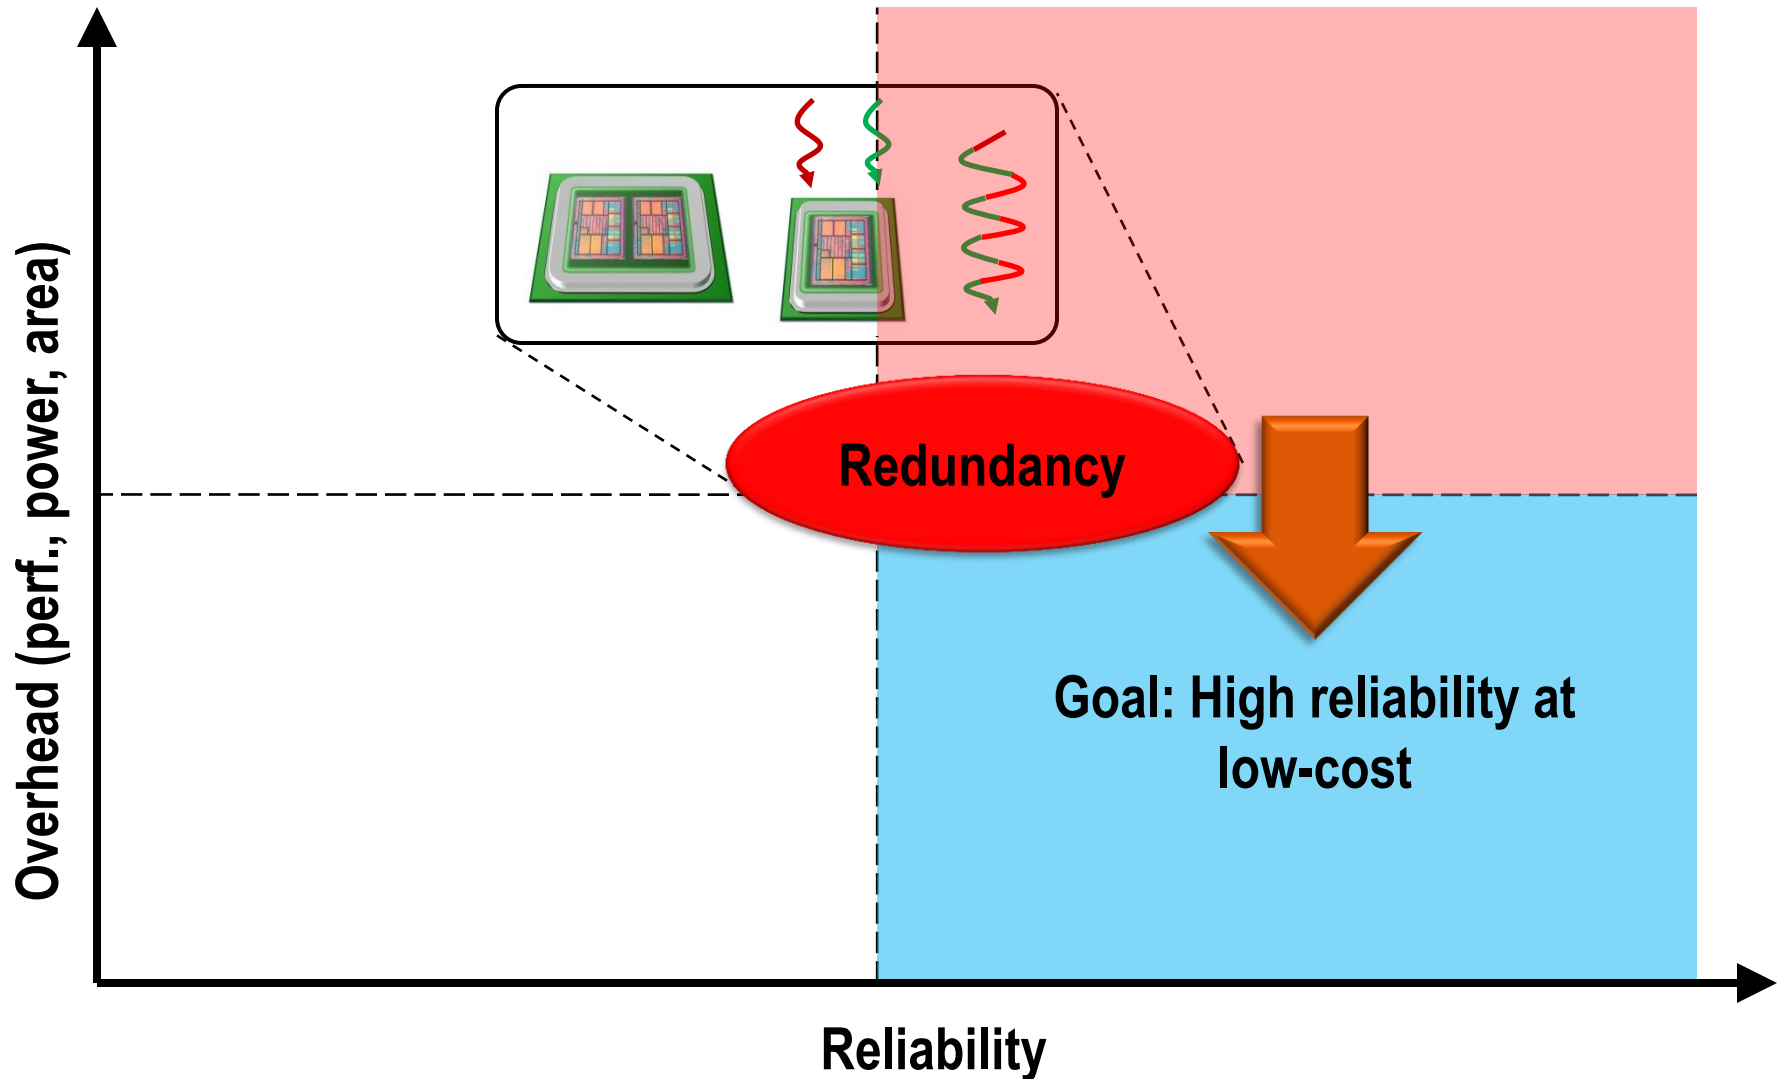 Overhead (perf., power, area)
Redundancy
Goal: High reliability at
low-cost
Reliability